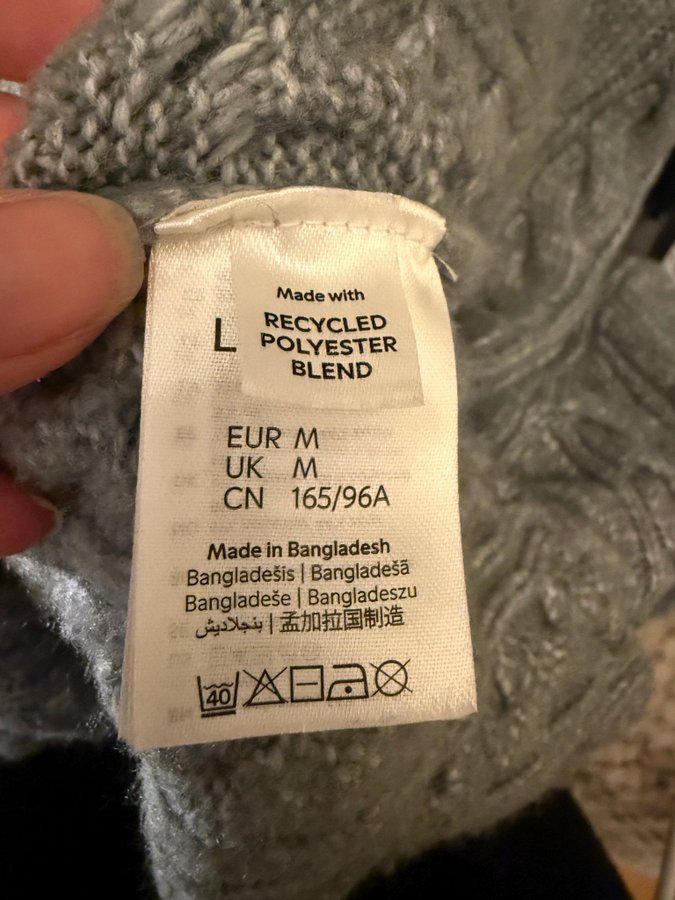 Made with
RECYCLED
POLYESTER
BLEND
L
EUR M
UK M
CN 165/96A
Made in Bangladesh
Bangladešis | Bangladešā
Bangladeše | Bangladeszu
بنجلاديش | 孟加拉国制造
40